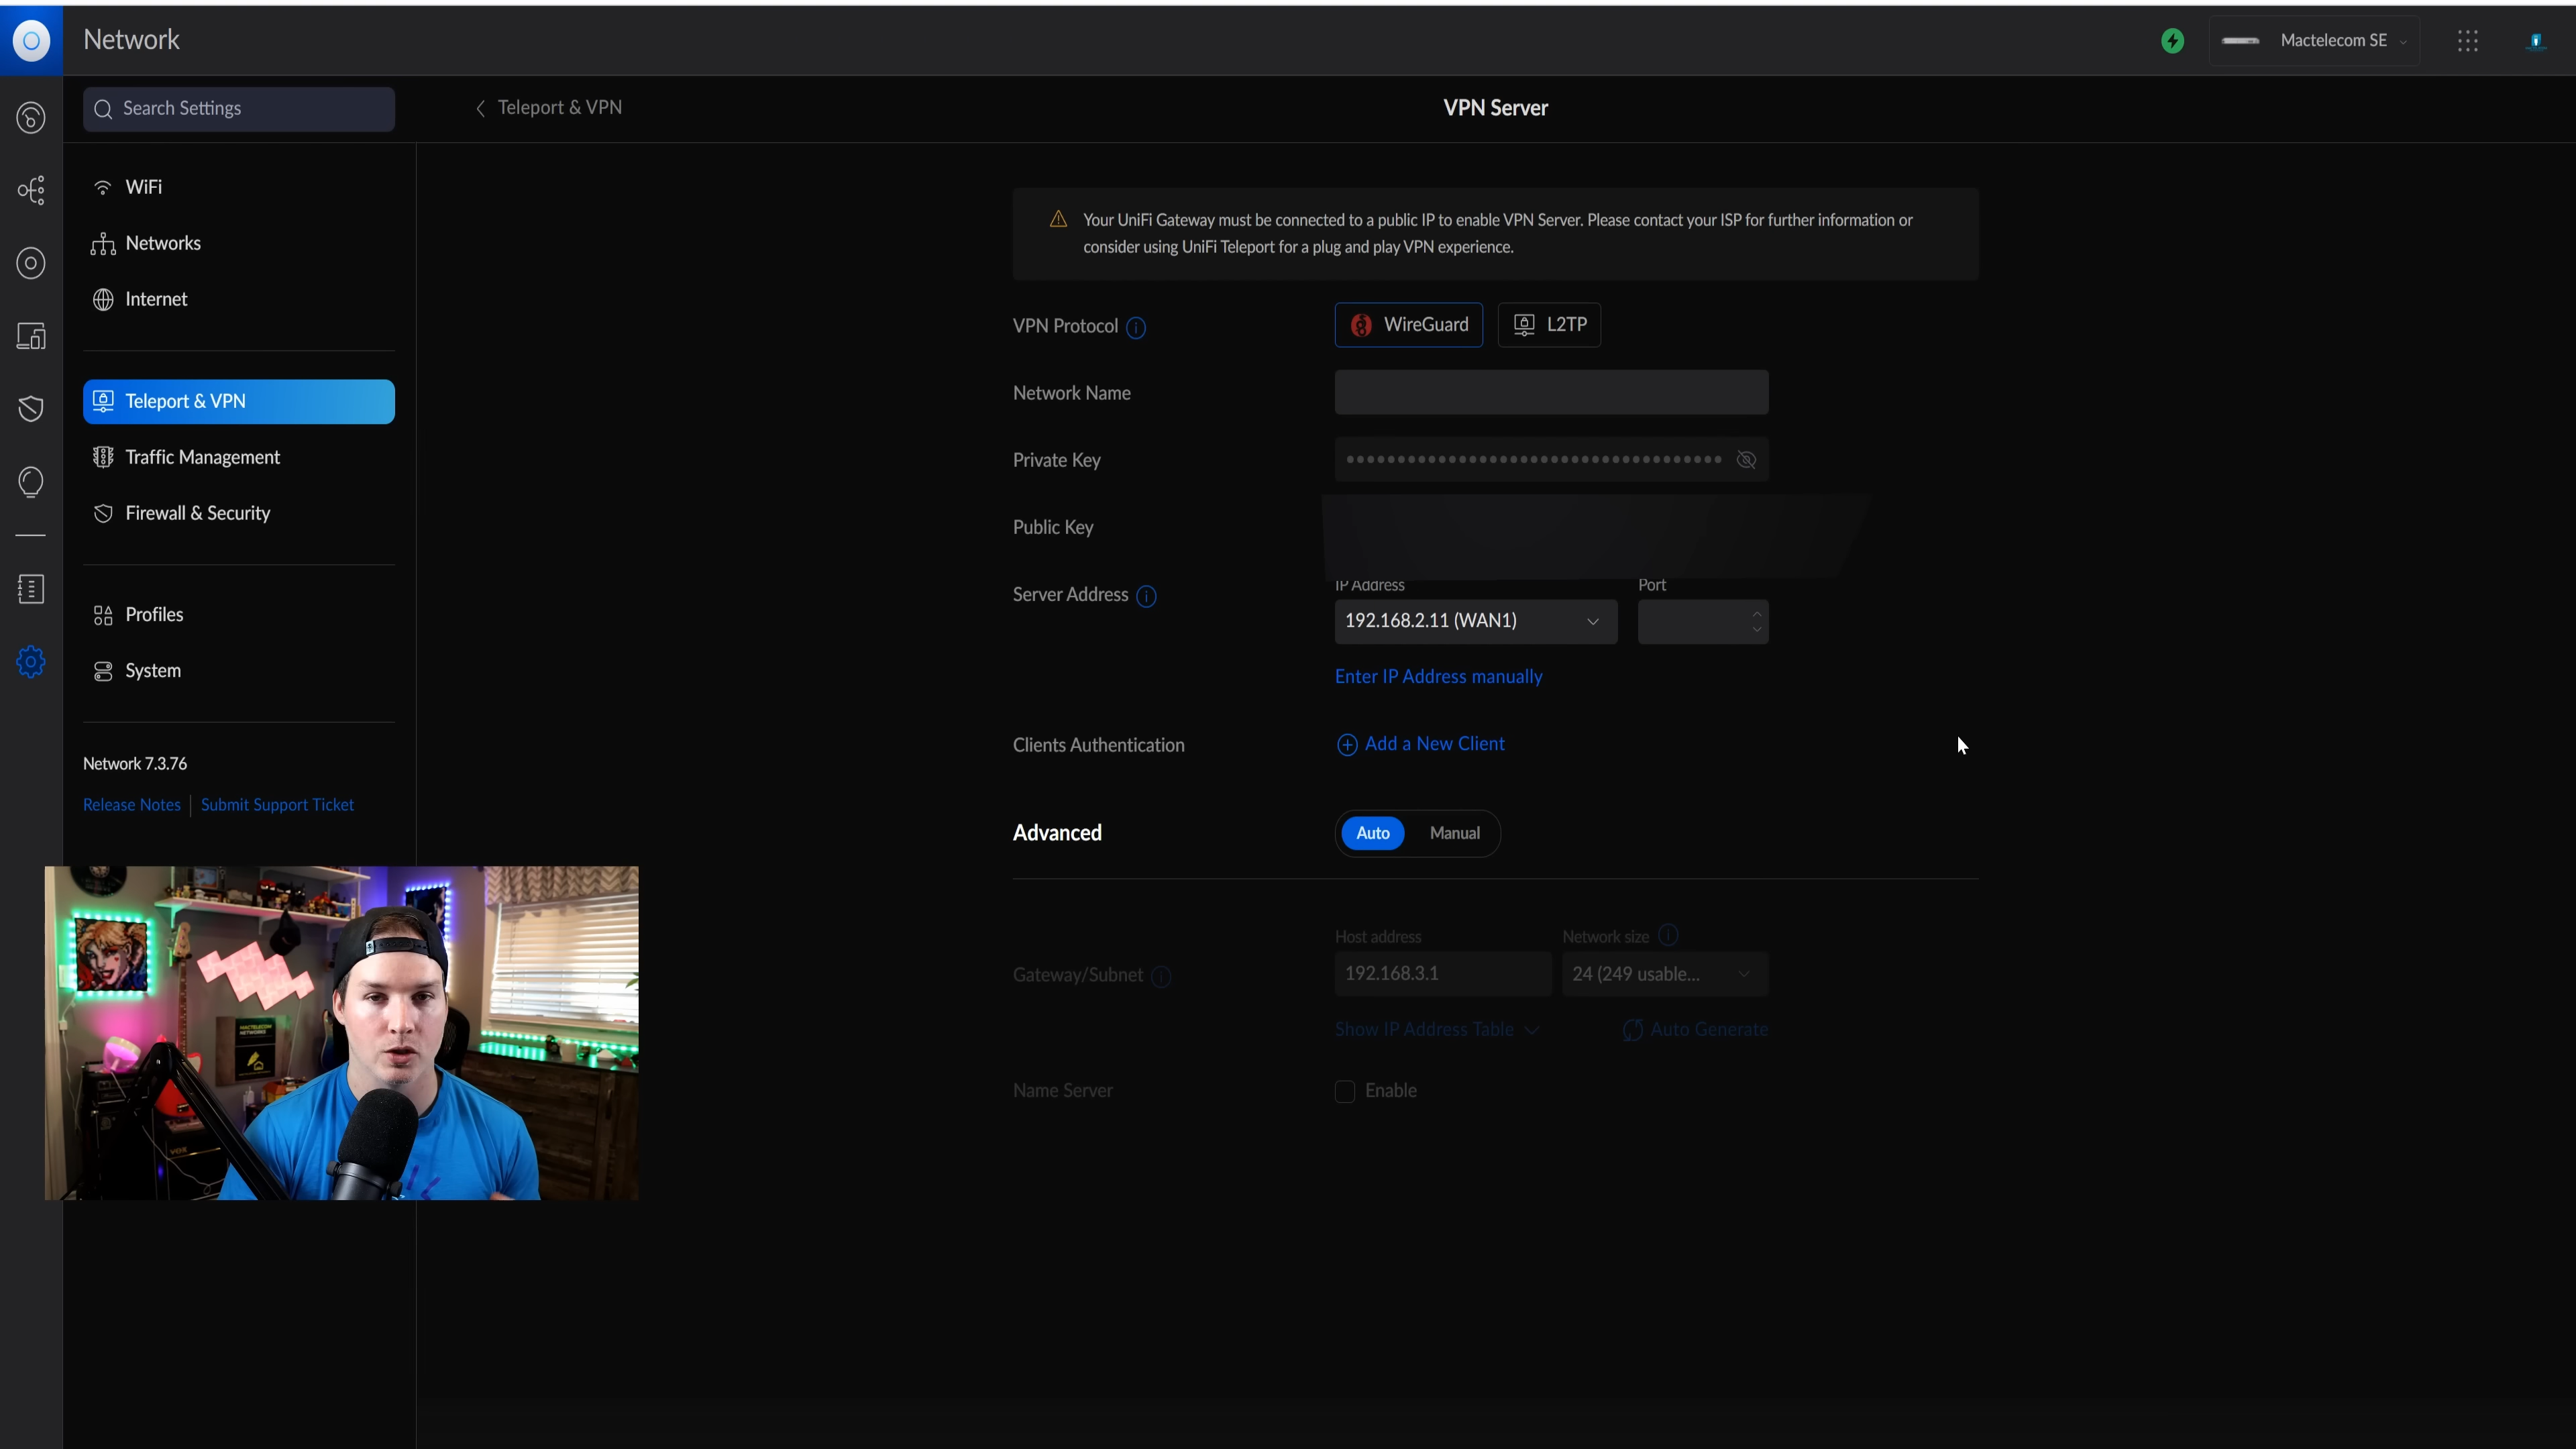 Network
Mactelecom SE
Search Settings
Teleport & VPN
VPN Server
WiFi
Networks
Internet
Teleport & VPN
Traffic Management
Firewall & Security
Profiles
System
Network 7.3.76
Release Notes
Submit Support Ticket
Your UniFi Gateway must be connected to a public IP to enable VPN Server. Please contact your ISP for further information or
consider using UniFi Teleport for a plug and play VPN experience.
VPN Protocol
WireGuard
L2TP
Network Name
Private Key
Public Key
Server Address
IP Address
Port
192.168.2.11 (WAN1)
Enter IP Address manually
Clients Authentication
Add a New Client
Advanced
Auto
Manual
Gateway/Subnet
Host address
Network size
192.168.3.1
24 (249 usable...
Show IP Address Table
Auto Generate
Name Server
Enable
MACTELECOM
NETWORKS